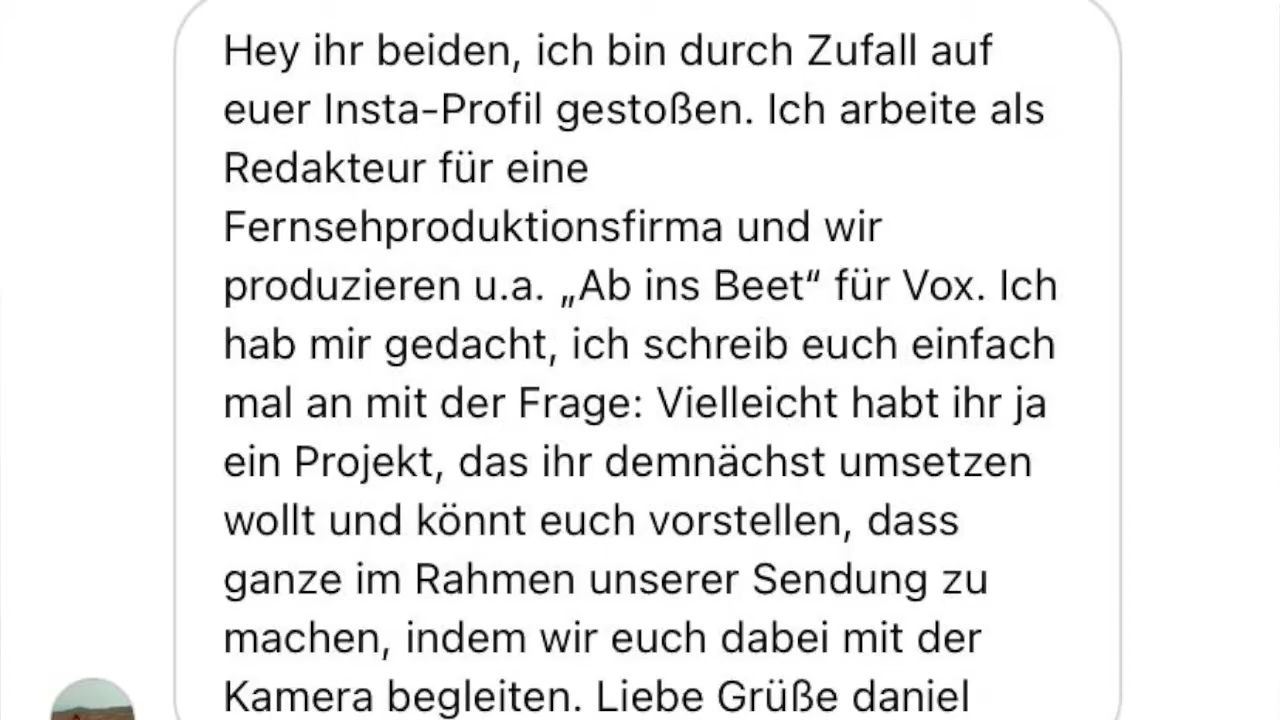 Hey ihr beiden, ich bin durch Zufall auf
euer Insta-Profil gestoßen. Ich arbeite als
Redakteur für eine
Fernsehproduktionsfirma und wir
produzieren u.a. „Ab ins Beet“ für Vox. Ich
hab mir gedacht, ich schreib euch einfach
mal an mit der Frage: Vielleicht habt ihr ja
ein Projekt, das ihr demnächst umsetzen
wollt und könnt euch vorstellen, dass
ganze im Rahmen unserer Sendung zu
machen, indem wir euch dabei mit der
Kamera begleiten. Liebe Grüße daniel